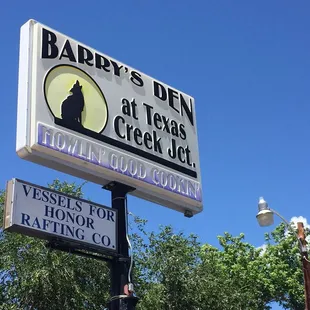 BARRY'S DEN
at Texas
Creek Jct.
HOWLIN' GOOD COOKIN'
VESSELS FOR
HONOR
RAFTING CO.